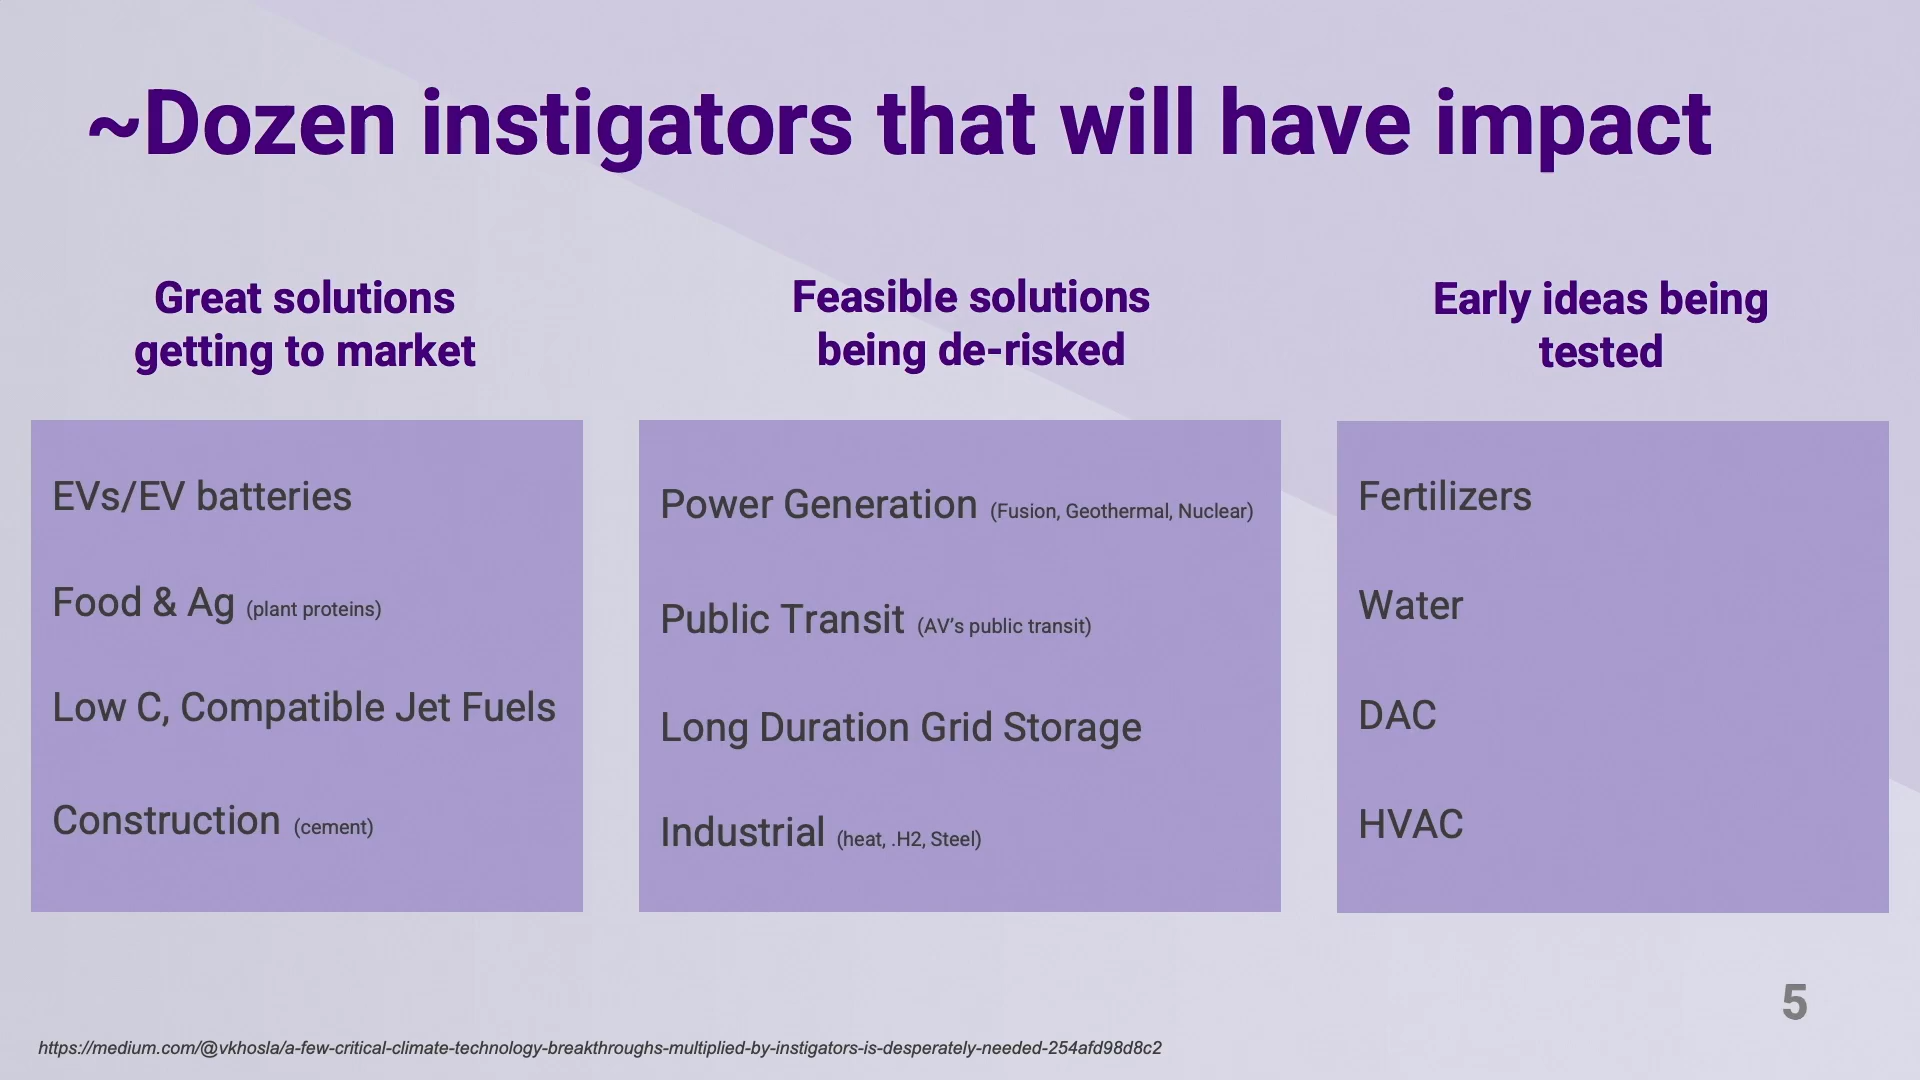 ~Dozen instigators that will have impact
Great solutions
getting to market
EVs/EV batteries
Food & Ag (plant proteins)
Low C, Compatible Jet Fuels
Construction (cement)
Feasible solutions
being de-risked
Power Generation (Fusion, Geothermal, Nuclear)
Public Transit (AV’s public transit)
Long Duration Grid Storage
Industrial (heat, .H2, Steel)
Early ideas being
tested
Fertilizers
Water
DAC
HVAC
5
https://medium.com/@vkhosla/a-few-critical-climate-technology-breakthroughs-multiplied-by-instigators-is-desperately-needed-254afd98d8c2